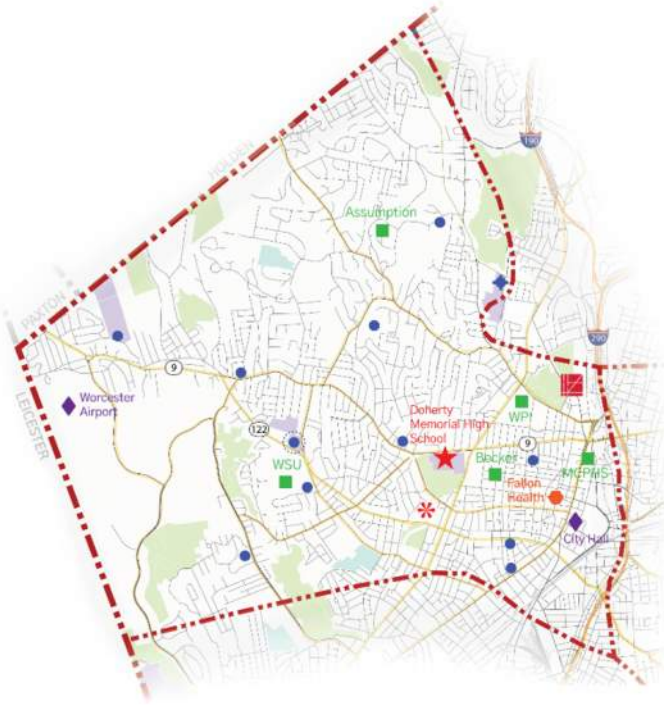 190
HOLDEN
Assumption
PAXTON
LEICESTER
9
290
Worcester
Airport
WPI
Doherty
Memorial High
School
122
9
WSU
Becker
MCPHS
Fallon
Health
City Hall